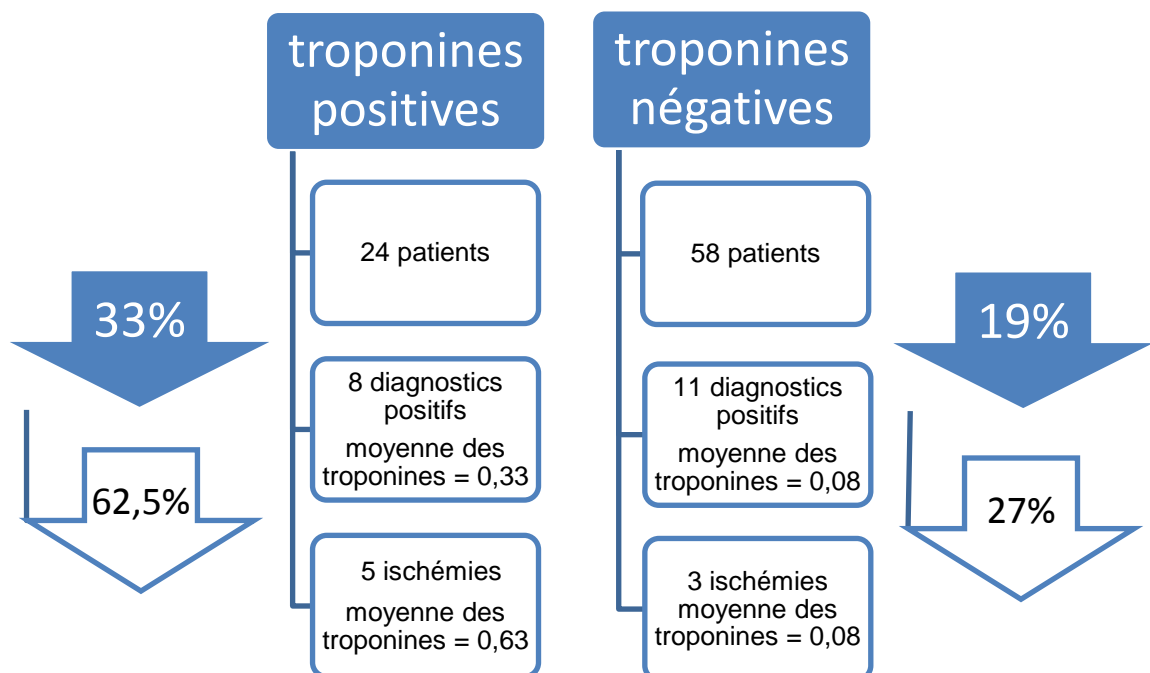 troponines
positives
24 patients
33%
8 diagnostics
positifs
moyenne des
troponines = 0,33
62,5%
5 ischémies
moyenne des
troponines = 0,63
troponines
négatives
58 patients
19%
11 diagnostics
positifs
moyenne des
troponines = 0,08
27%
3 ischémies
moyenne des
troponines = 0,08